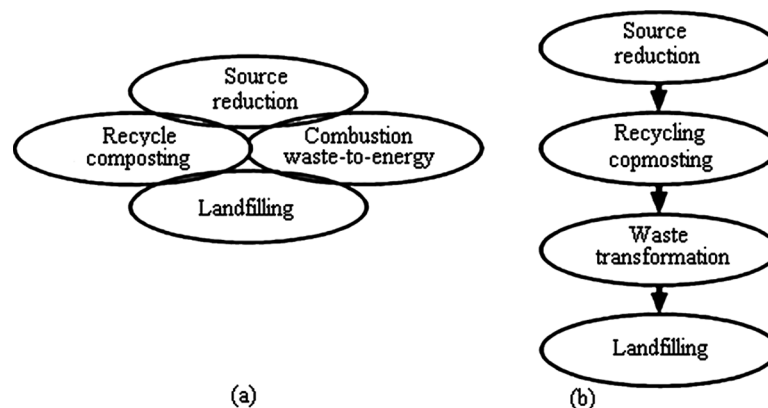 Source
reduction
Recycle
composting
Combustion
waste-to-energy
Landfilling
(a)
Source
reduction
Recycling
copmosting
Waste
transformation
Landfilling
(b)